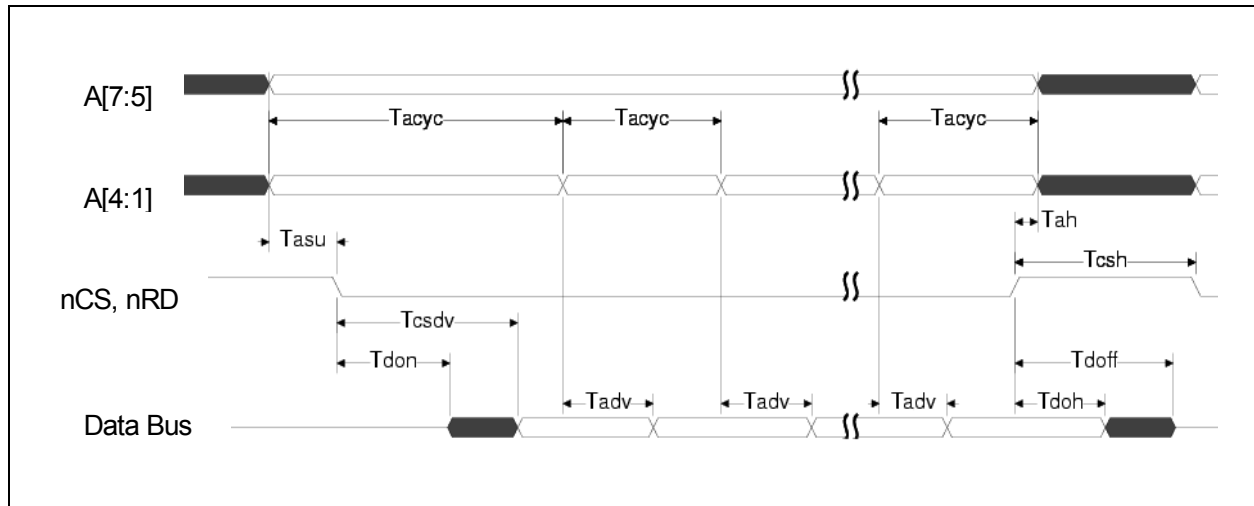 A[7:5]
Tacyc Tacyc Tacyc
A[4:1]
Tah
Tasu
Tcsh
nCS, nRD
Tcsdv
Tdon Tdoff
Tadv Tadv Tadv Tdoh
Data Bus